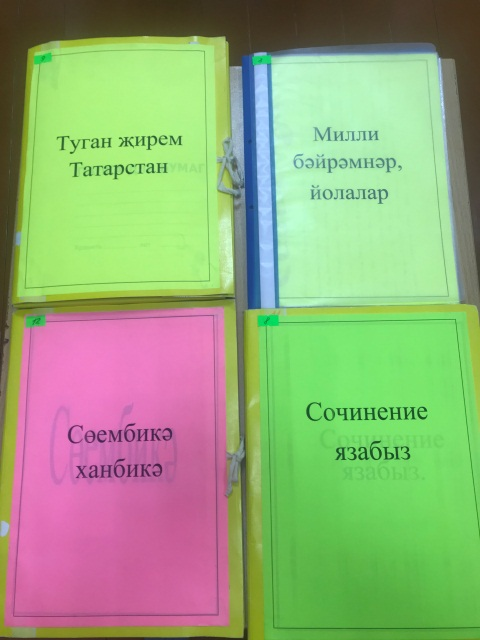 Туган җирем
Татарстан
Милли
бәйрәмнәр,
йолалар
Сөембикә
ханбикә
Сочинение
язабыз